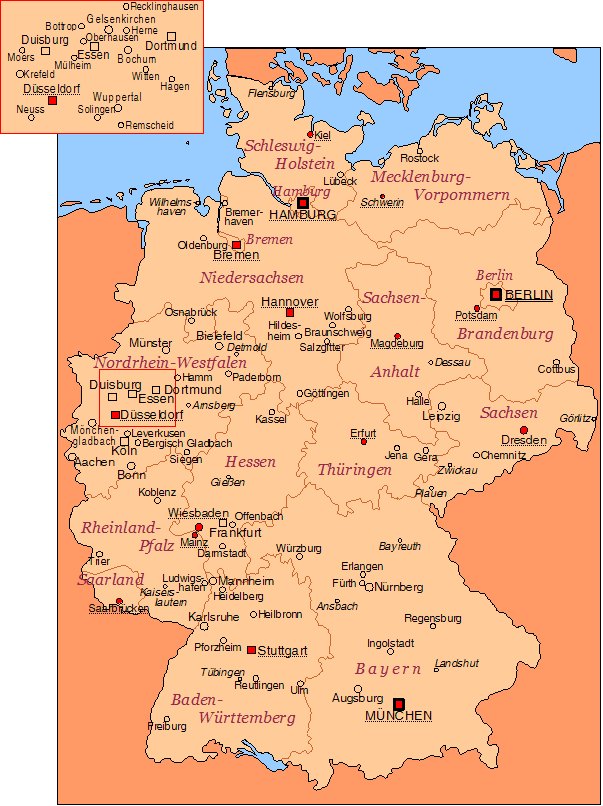 Recklinghausen
Gelsenkirchen
Bottrop
Herne
Oberhausen
Duisburg
Dortmund
Essen
Moers
Mülheim
Bochum
Krefeld
Witten
Hagen
Düsseldorf
Wuppertal
Neuss
Solingen
Remscheid
Flensburg
Kiel
Schleswig-
Holstein
Rostock
Lübeck
Mecklenburg-
Vorpommern
Hamburg
Schwerin
Wilhelms
haven
Bremer-
haven
HAMBURG
Oldenburg
Bremen
Bremen
Niedersachsen
Berlin
BERLIN
Hannover
Sachsen-
Potsdam
Osnabrück
Wolfsburg
Hildes-
heim
Braunschweig
Brandenburg
Münster
Bielefeld
Detmold
Salzgitter
Magdeburg
Nordrhein-Westfalen
Dessau
Cottbus
Hamm
Paderborn
Anhalt
Duisburg
Dortmund
Essen
Göttingen
Halle
Arnsberg
Leipzig
Sachsen
Düsseldorf
Kassel
Görlitz
Mönchen-
gladbach
Leverkusen
Erfurt
Dresden
Bergisch Gladbach
Köln
Jena
Gera
Chemnitz
Aachen
Siegen
Hessen
Thüringen
Zwickau
Bonn
Gießen
Koblenz
Plauen
Wiesbaden
Offenbach
Rheinland-
Pfalz
Frankfurt
Mainz
Bayreuth
Darmstadt
Würzburg
Trier
Erlangen
Saarland
Ludwigs-
hafen
Mannheim
Fürth
Nürnberg
Kaisers-
lautern
Heidelberg
Saarbrücken
Ansbach
Karlsruhe
Heilbronn
Regensburg
Pforzheim
Stuttgart
Ingolstadt
Bayern
Landshut
Tübingen
Reutlingen
Ulm
Augsburg
Baden-
Württemberg
MÜNCHEN
Freiburg